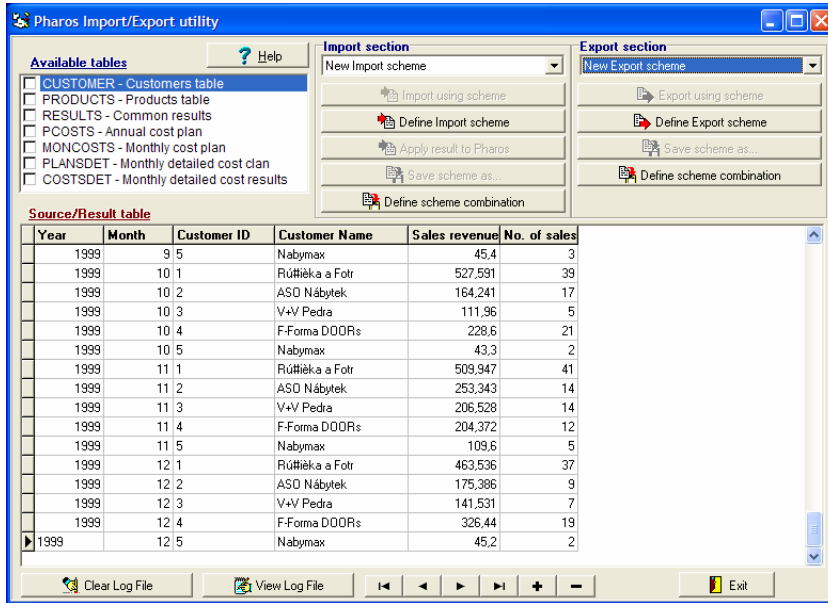 Pharos Import/Export utility
Available tables
Help
CUSTOMER - Customers table
PRODUCTS - Products table
RESULTS - Common results
PCOSTS - Annual cost plan
MONCOSTS - Monthly cost plan
PLANSDET - Monthly detailed cost clan
COSTSDET - Monthly detailed cost results
Import section
New Import scheme
Import using scheme
Define Import scheme
Apply result to Pharos
Save scheme as...
Define scheme combination
Export section
New Export scheme
Export using scheme
Define Export scheme
Save scheme as...
Define scheme combination
Source/Result table
Year Month Customer ID Customer Name Sales revenue No. of sales
1999 9 5 Nabymax 45,4 3
1999 10 1 Rú#ièka a Fotr 527,591 39
1999 10 2 ASO Nábytek 164,241 17
1999 10 3 V+V Pedra 111,96 5
1999 10 4 F-Forma DOORs 228,6 21
1999 10 5 Nabymax 43,3 2
1999 11 1 Rú#ièka a Fotr 509,947 41
1999 11 2 ASO Nábytek 253,343 14
1999 11 3 V+V Pedra 206,528 14
1999 11 4 F-Forma DOORs 204,372 12
1999 11 5 Nabymax 109,6 5
1999 12 1 Rú#ièka a Fotr 463,536 37
1999 12 2 ASO Nábytek 175,386 9
1999 12 3 V+V Pedra 141,531 7
1999 12 4 F-Forma DOORs 326,44 19
1999 12 5 Nabymax 45,2 2
Clear Log File
View Log File
Exit